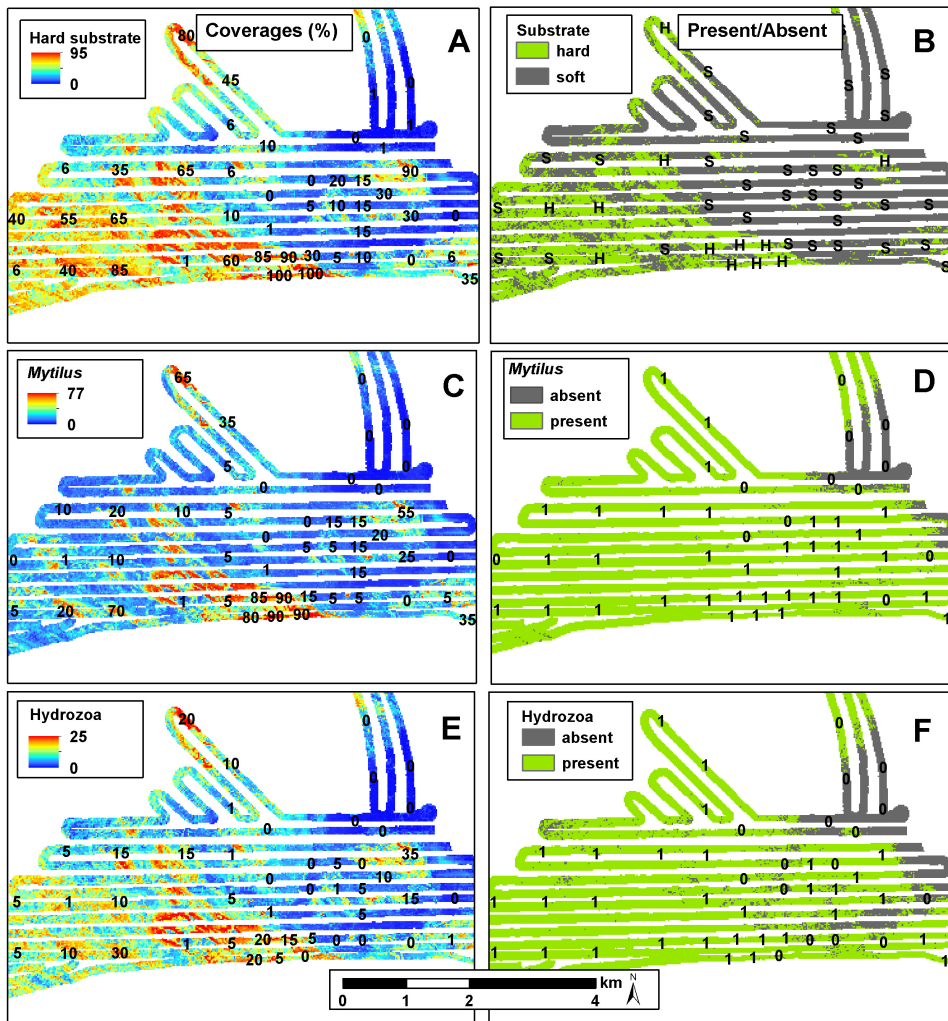 Hard substrate
95
0
Coverages (%)
A
80
0
45
1
6
1
10
1
6 35 65 6 90
0 20 15
0 30
5 10 15
40 55 65 10 30 0
1 15
85 90 30 5 10
6 40 85 1 60 0 6
100 100 35
Substrate
hard
soft
Present/Absent
B
H
S
S
S
S
S
S
S
S
S S H S H
S S S
S S
S S S
S H H S S S
S S
H H H S S S
S S H S H S S
H H H S
Mytilus
77
0
C
65
0
35
0
5
0
0
0
0
10 20 10 5 55
0 15 15
0 20
5 5 15
0 1 10 5 25 0
1 15
85 90 15 5 5
5 20 70 1 5 0 5
80 90 90 35
Mytilus
absent
present
D
1
0
1
0
0
1
0
0
0
0
1 1 1 1 1
0 1 1
0 1
1 1 1
0 1 1 1 1 0
1 1
1 1 1 1 1
1 1 1 1 1 0 1
1 1 1 1
Hydrozoa
25
0
E
20
0
10
0
1
0
0
0
0
5 15 15 1 35
0 5 0
0 10
0 1 5
5 1 10 5 15 0
1 5
20 15 5 0 0
5 10 30 1 5 0 1
20 5 0 1
Hydrozoa
absent
present
F
1
0
1
0
1
0
0
0
0
1 1 1 1 1
0 1 0
0 1
0 1 1
1 1 1 1 1 0
1 1
1 1 1 0 0
1 1 1 1 1 0 1
1 1 0 1
km
N
0 1 2 4